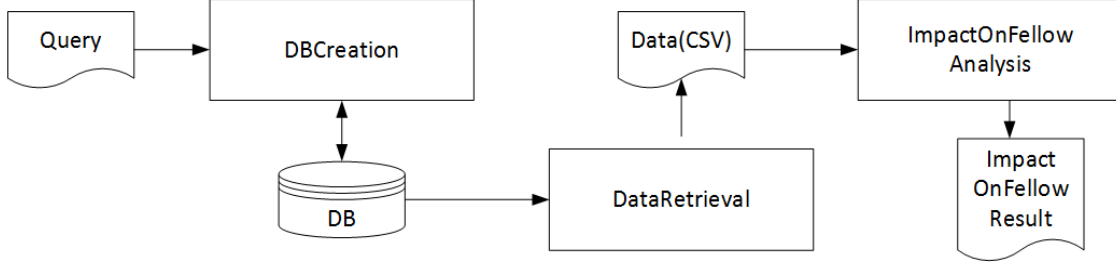 Query
DBCreation
DB
DataRetrieval
Data(CSV)
ImpactOnFellow
Analysis
Impact
OnFellow
Result